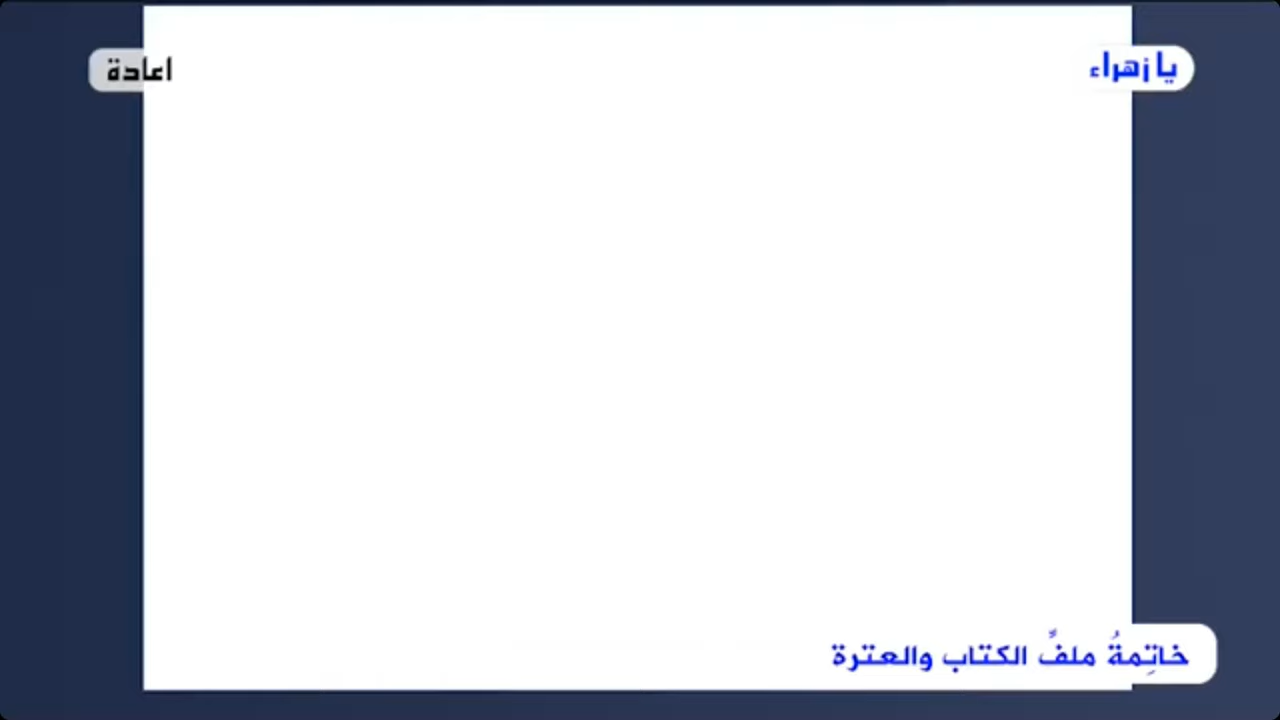 يا زهراء
اعادة
خاتِمةُ ملفِّ الكتاب والعترة